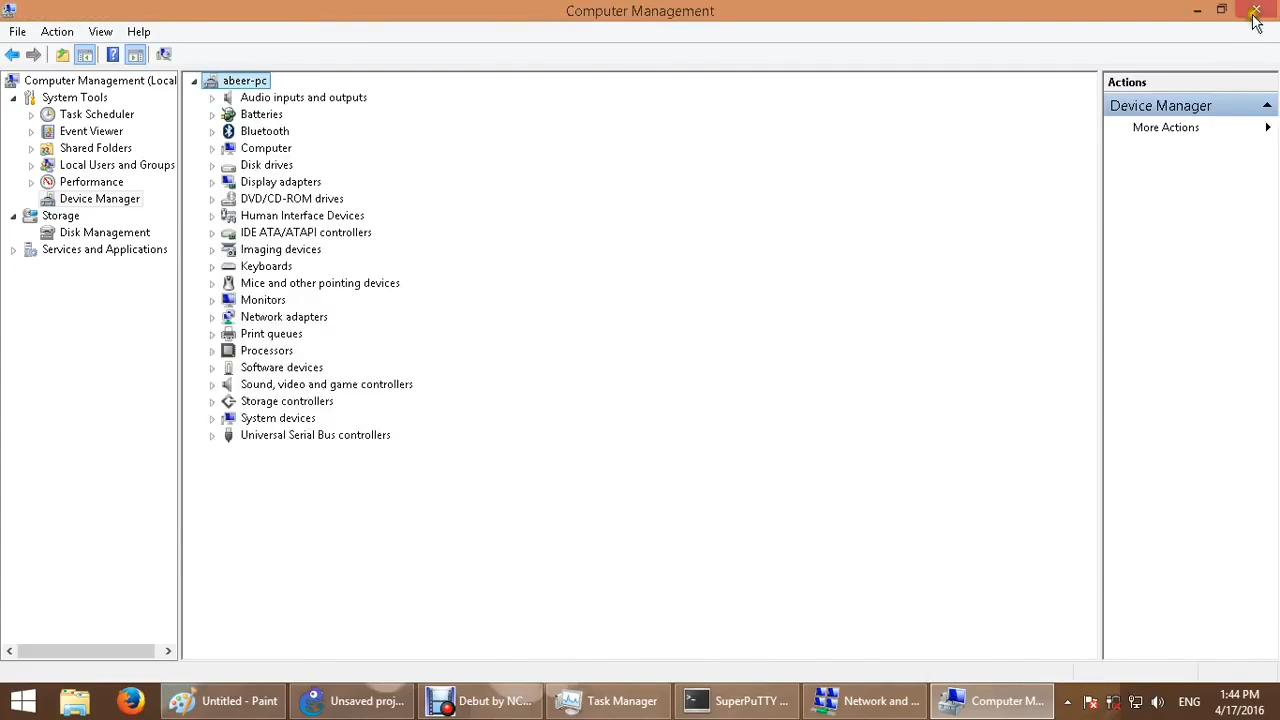 Computer Management
File Action View Help
Computer Management (Local
System Tools
Task Scheduler
Event Viewer
Shared Folders
Local Users and Groups
Performance
Device Manager
Storage
Disk Management
Services and Applications
abeer-pc
Audio inputs and outputs
Batteries
Bluetooth
Computer
Disk drives
Display adapters
DVD/CD-ROM drives
Human Interface Devices
IDE ATA/ATAPI controllers
Imaging devices
Keyboards
Mice and other pointing devices
Monitors
Network adapters
Print queues
Processors
Software devices
Sound, video and game controllers
Storage controllers
System devices
Universal Serial Bus controllers
Actions
Device Manager
More Actions
Untitled - Paint
Unsaved proj...
Debut by NC...
Task Manager
SuperPuTTY ...
Network and ...
Computer M...
ENG
1:44 PM
4/17/2016